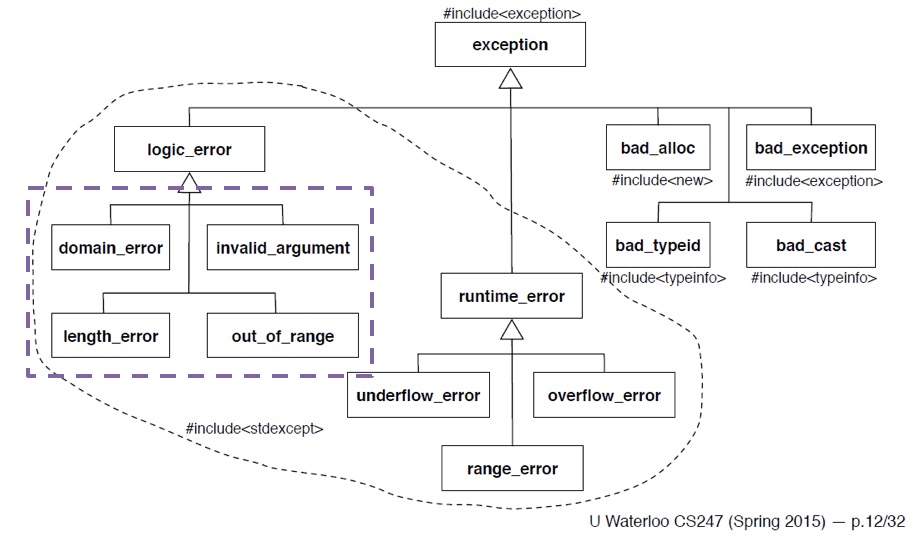 #include<exception>
exception
logic_error
bad_alloc
bad_exception
#include<new>
#include<exception>
domain_error
invalid_argument
bad_typeid
bad_cast
#include<typeinfo>
#include<typeinfo>
runtime_error
length_error
out_of_range
underflow_error
overflow_error
#include<stdexcept>
range_error
U Waterloo CS247 (Spring 2015) — p.12/32